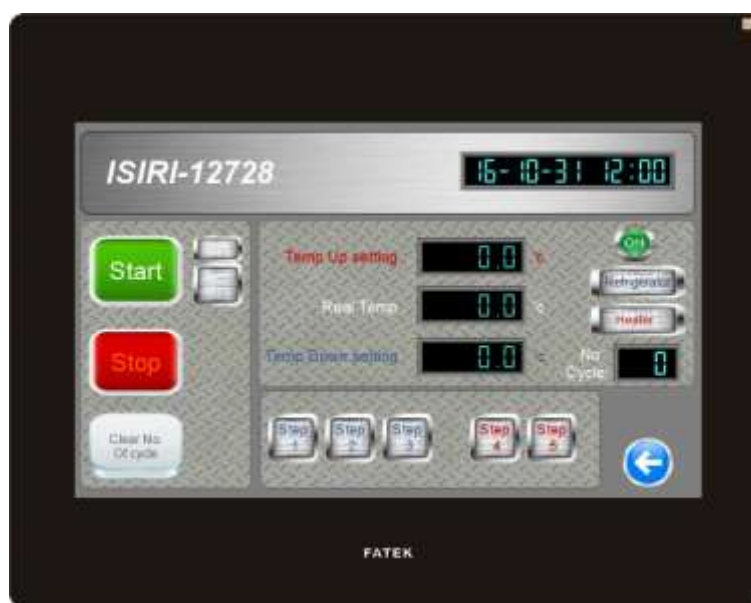 ISIRI-12728
16-10-31 12:00
Start
Stop
Clear No.
Of cycle
Temp Up setting 0.0 °c
Real Temp 0.0 °c
Temp Down setting 0.0 °c
ON
Refrigerator
Heater
No.
Cycle 0
Step
1
Step
2
Step
3
Step
4
Step
5
FATEK